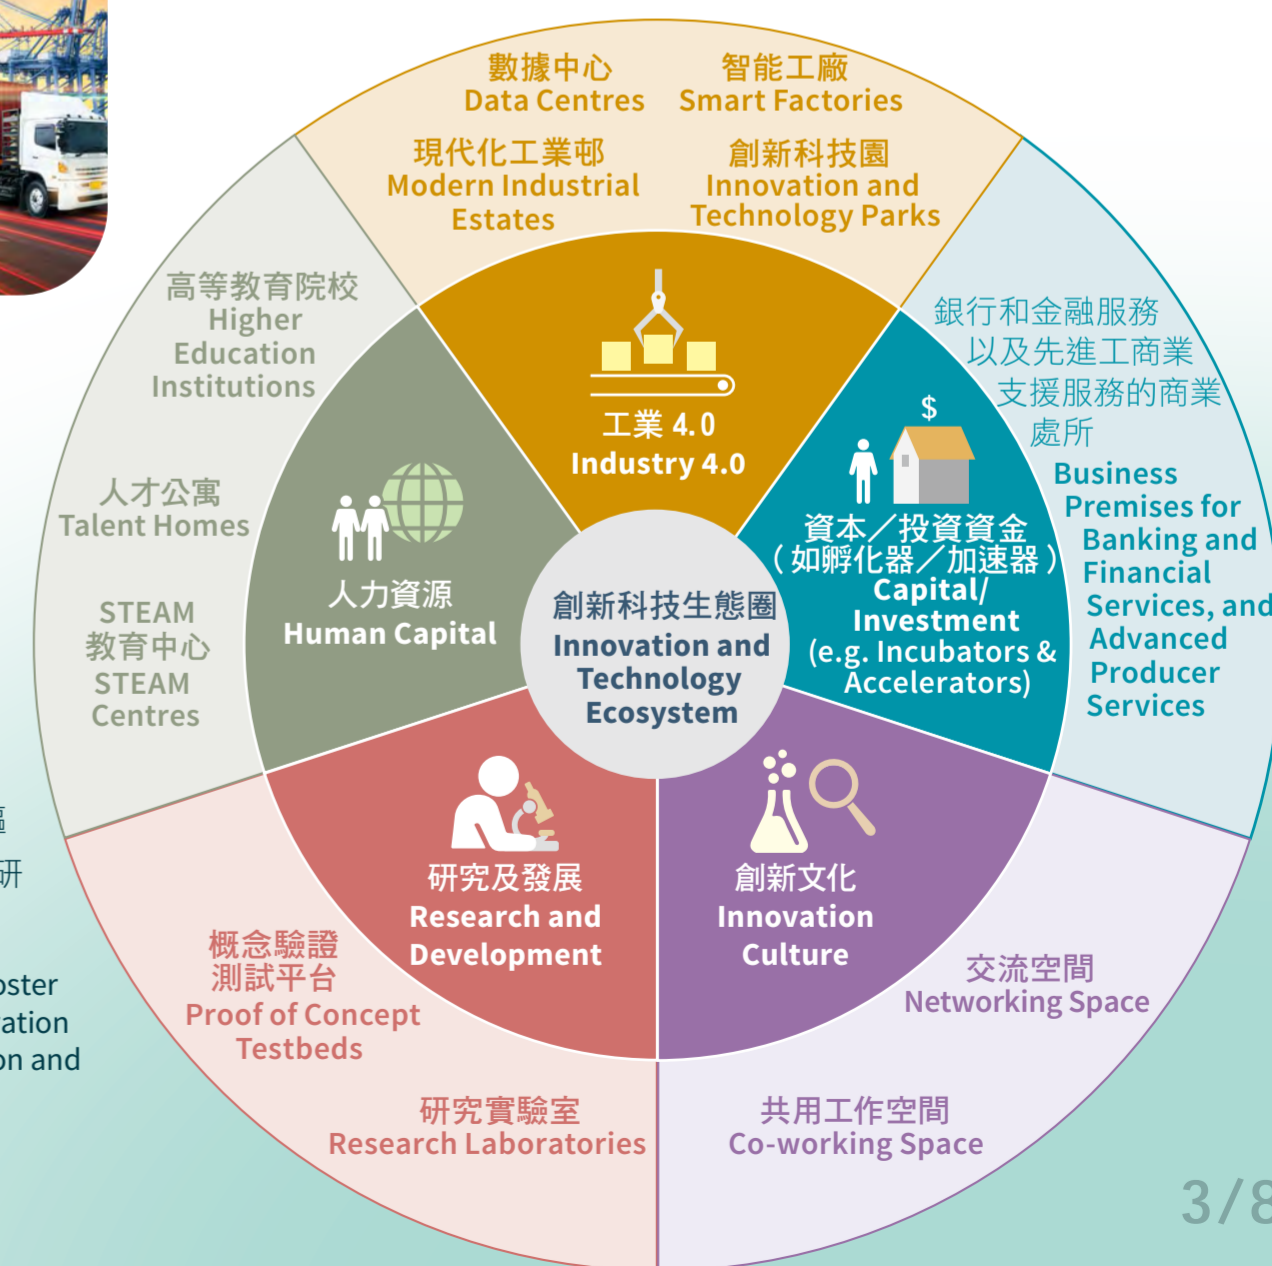 數據中心
Data Centres
智能工廠
Smart Factories
現代化工業邨
Modern Industrial
Estates
創新科技園
Innovation and
Technology Parks
高等教育院校
Higher
Education
Institutions
人才公寓
Talent Homes
STEAM
教育中心
STEAM
Centres
工業 4.0
Industry 4.0
人力資源
Human Capital
創新科技生態圈
Innovation and
Technology
Ecosystem
$
資本／投資資金
（如孵化器／加速器）
Capital/
Investment
(e.g. Incubators &
Accelerators)
銀行和金融服務
以及先進工商業
支援服務的商業
處所
Business
Premises for
Banking and
Financial
Services, and
Advanced
Producer
Services
研究及發展
Research and
Development
創新文化
Innovation
Culture
概念驗證
測試平台
Proof of Concept
Testbeds
研究實驗室
Research Laboratories
交流空間
Networking Space
共用工作空間
Co-working Space
研
on and
3/8